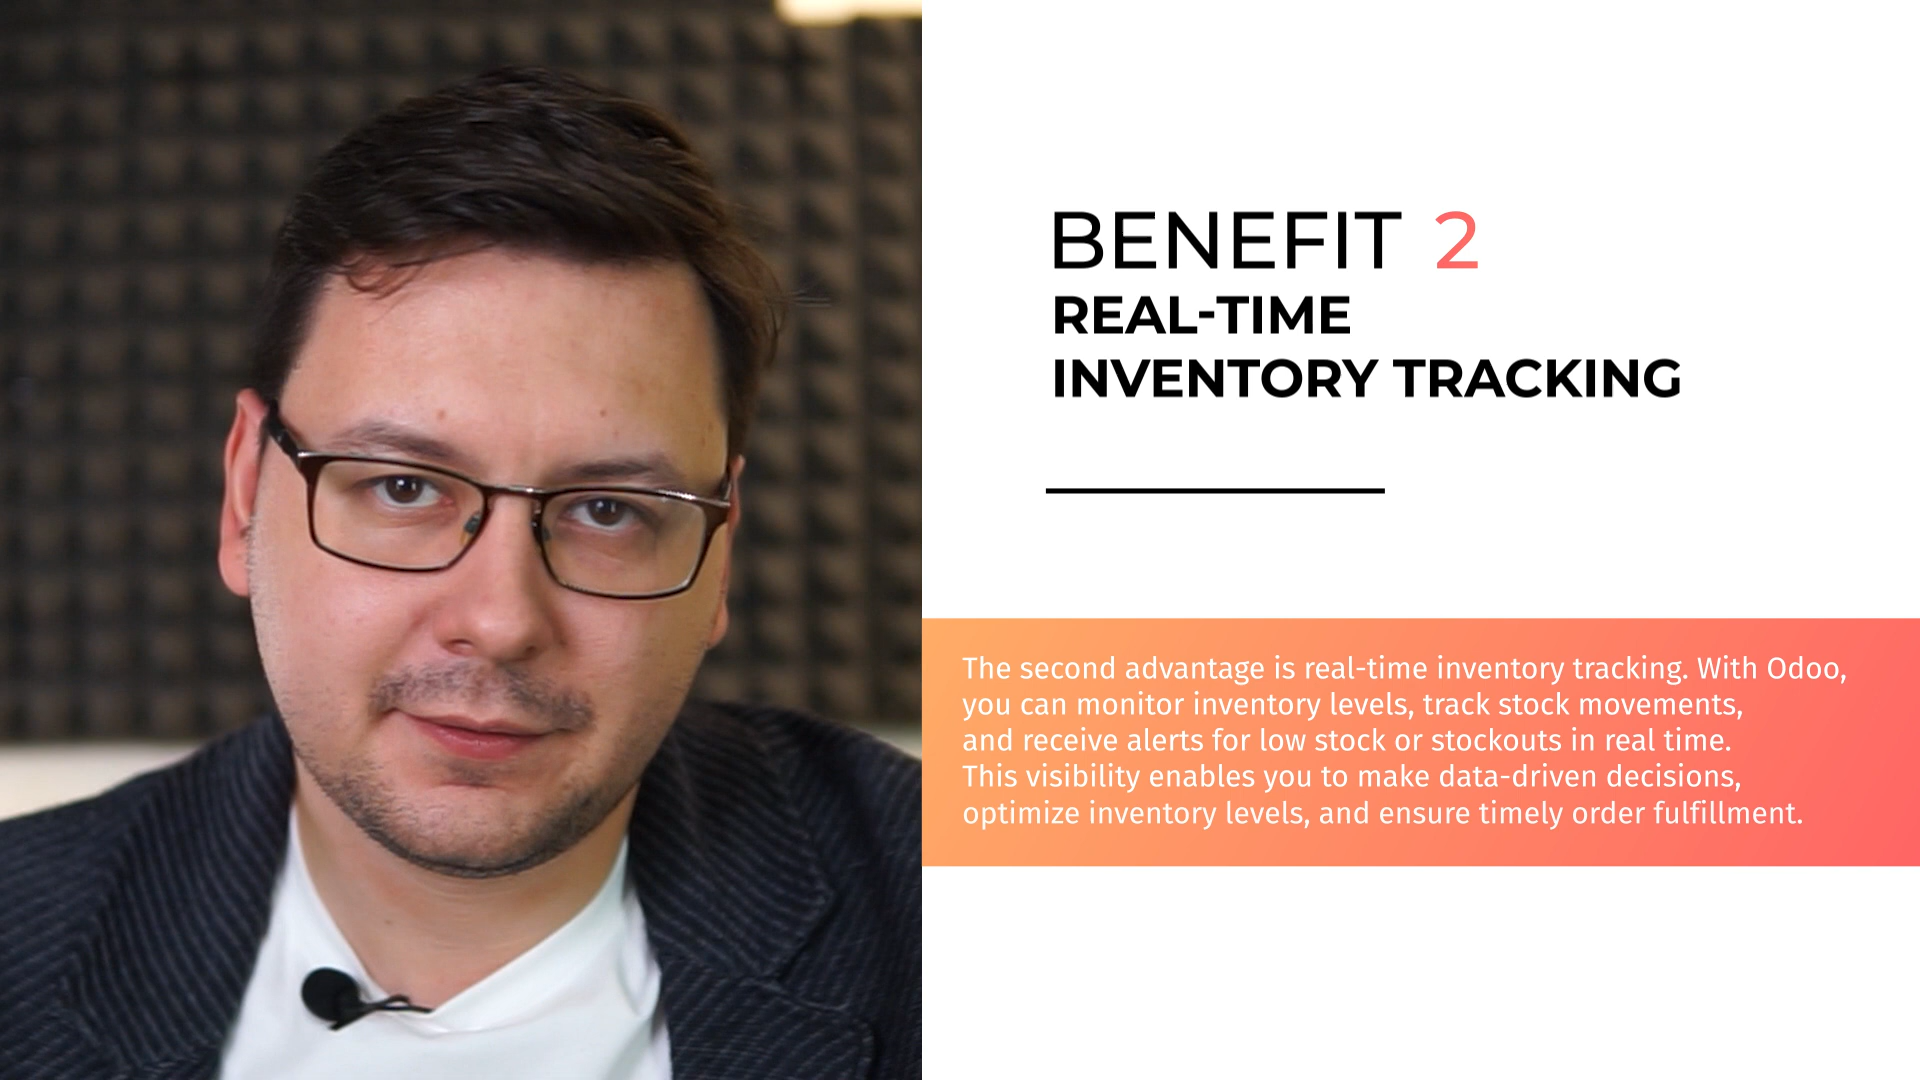 BENEFIT 2
REAL-TIME
INVENTORY TRACKING
The second advantage is real-time inventory tracking. With Odoo,
you can monitor inventory levels, track stock movements,
and receive alerts for low stock or stockouts in real time.
This visibility enables you to make data-driven decisions,
optimize inventory levels, and ensure timely order fulfillment.